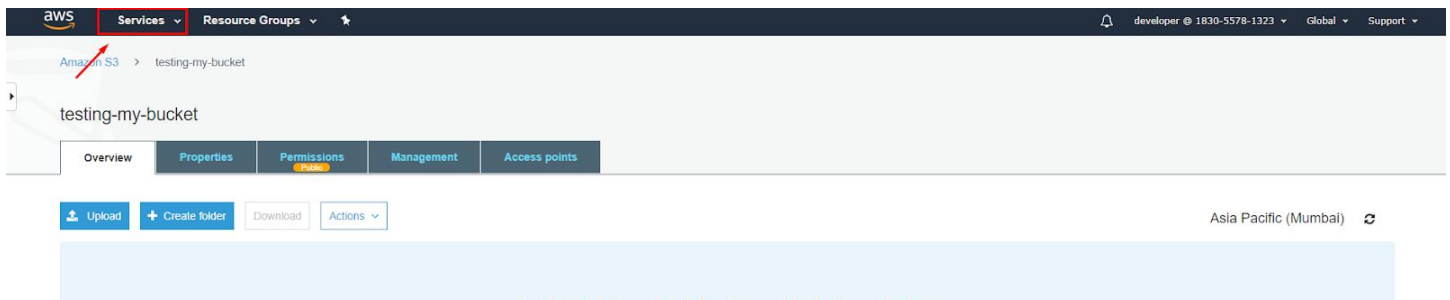 aws Services Resource Groups developer @ 1830-5578-1323 Global Support
Amazon S3 > testing-my-bucket
testing-my-bucket
Overview Properties Permissions Management Access points
Public
Upload + Create folder Download Actions Asia Pacific (Mumbai)